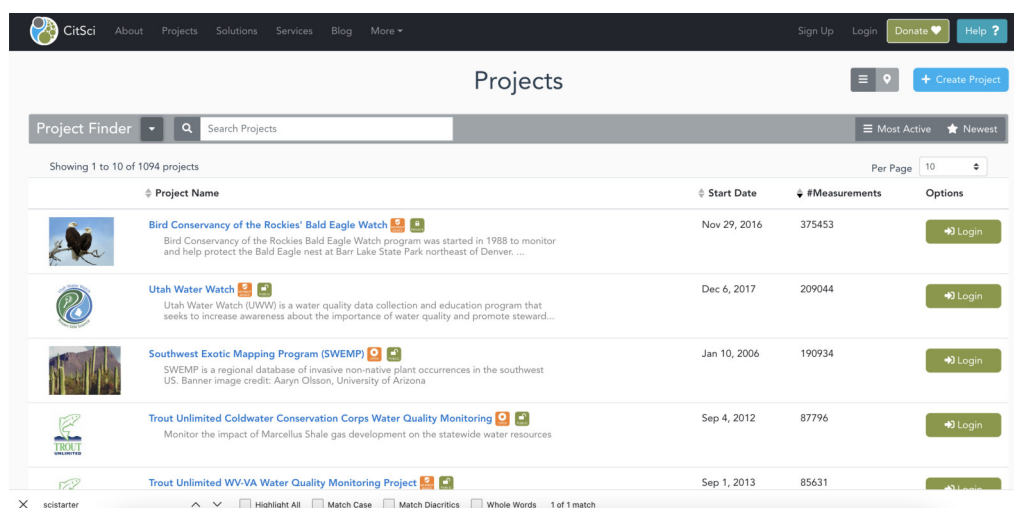 CitSci About Projects Solutions Services Blog More Sign Up Login Donate Help ?
Projects
+ Create Project
Project Finder Search Projects Most Active Newest
Showing 1 to 10 of 1094 projects Per Page 10
Project Name Start Date #Measurements Options
Bird Conservancy of the Rockies' Bald Eagle Watch Nov 29, 2016 375453 Login
Bird Conservancy of the Rockies Bald Eagle Watch program was started in 1988 to monitor
and help protect the Bald Eagle nest at Barr Lake State Park northeast of Denver. ...
Utah Water Watch Dec 6, 2017 209044 Login
Utah Water Watch (UWW) is a water quality data collection and education program that
seeks to increase awareness about the importance of water quality and promote steward...
Southwest Exotic Mapping Program (SWEMP) Jan 10, 2006 190934 Login
SWEMP is a regional database of invasive non-native plant occurrences in the southwest
US. Banner image credit: Aaryn Olsson, University of Arizona
Trout Unlimited Coldwater Conservation Corps Water Quality Monitoring Sep 4, 2012 87796 Login
Monitor the impact of Marcellus Shale gas development on the statewide water resources
TROUT
UNLIMITED
Trout Unlimited WV-VA Water Quality Monitoring Project Sep 1, 2013 85631 Login
scistarter Highlight All Match Case Match Diacritics Whole Words 1 of 1 match